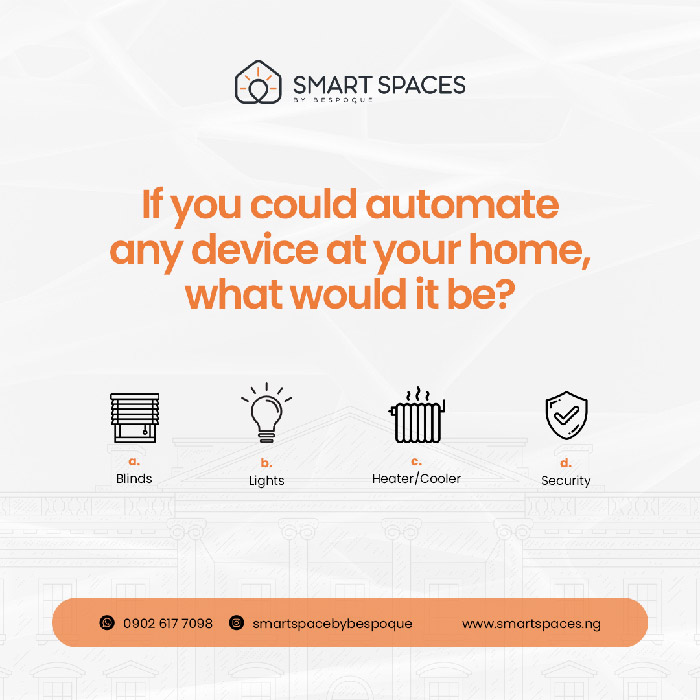 SMART SPACES
BY BESPOQUE
If you could automate
any device at your home,
what would it be?
a.
Blinds
b.
Lights
c.
Heater/Cooler
d.
Security
0902 617 7098
smartspacebybespoque
www.smartspaces.ng